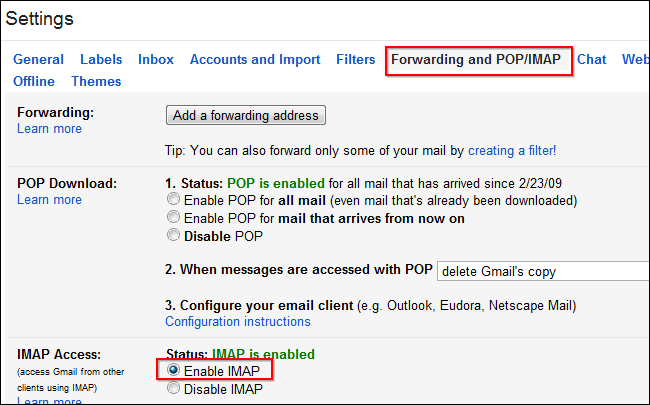 Settings
General Labels Inbox Accounts and Import Filters Forwarding and POP/IMAP Chat Web
Offline Themes
Forwarding:
Learn more
Add a forwarding address
Tip: You can also forward only some of your mail by creating a filter!
POP Download:
Learn more
1. Status: POP is enabled for all mail that has arrived since 2/23/09
Enable POP for all mail (even mail that's already been downloaded)
Enable POP for mail that arrives from now on
Disable POP
2. When messages are accessed with POP delete Gmail's copy
3. Configure your email client (e.g. Outlook, Eudora, Netscape Mail)
Configuration instructions
IMAP Access:
(access Gmail from other
clients using IMAP)
Learn more
Status: IMAP is enabled
Enable IMAP
Disable IMAP